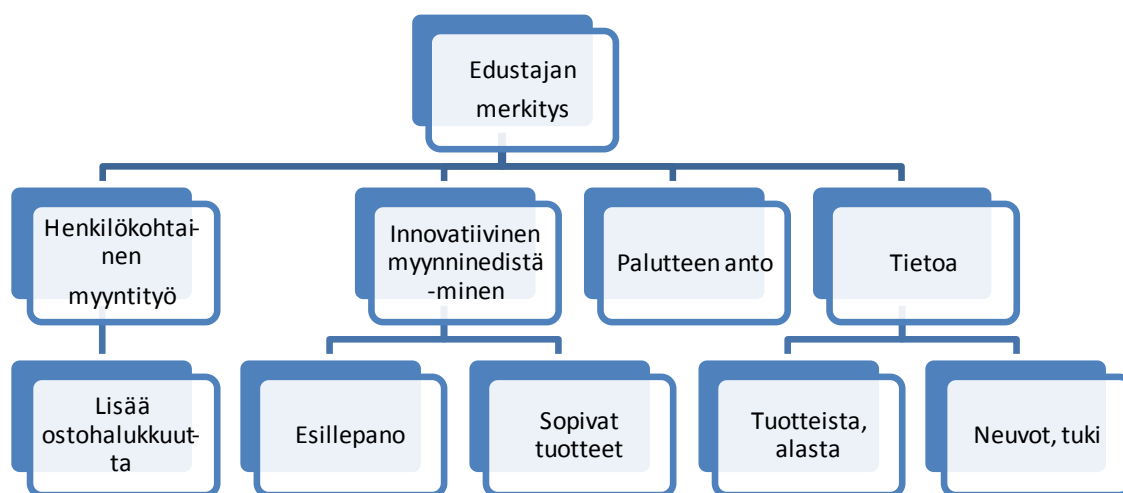 Edustajan
merkitys
Henkilökohtai-
nen
myyntityö
Innovatiivinen
myynninedistä
-minen
Palutteen anto
Tietoa
Lisää
ostohalukkuut-
ta
Esillepano
Sopivat
tuotteet
Tuotteista,
alasta
Neuvot, tuki